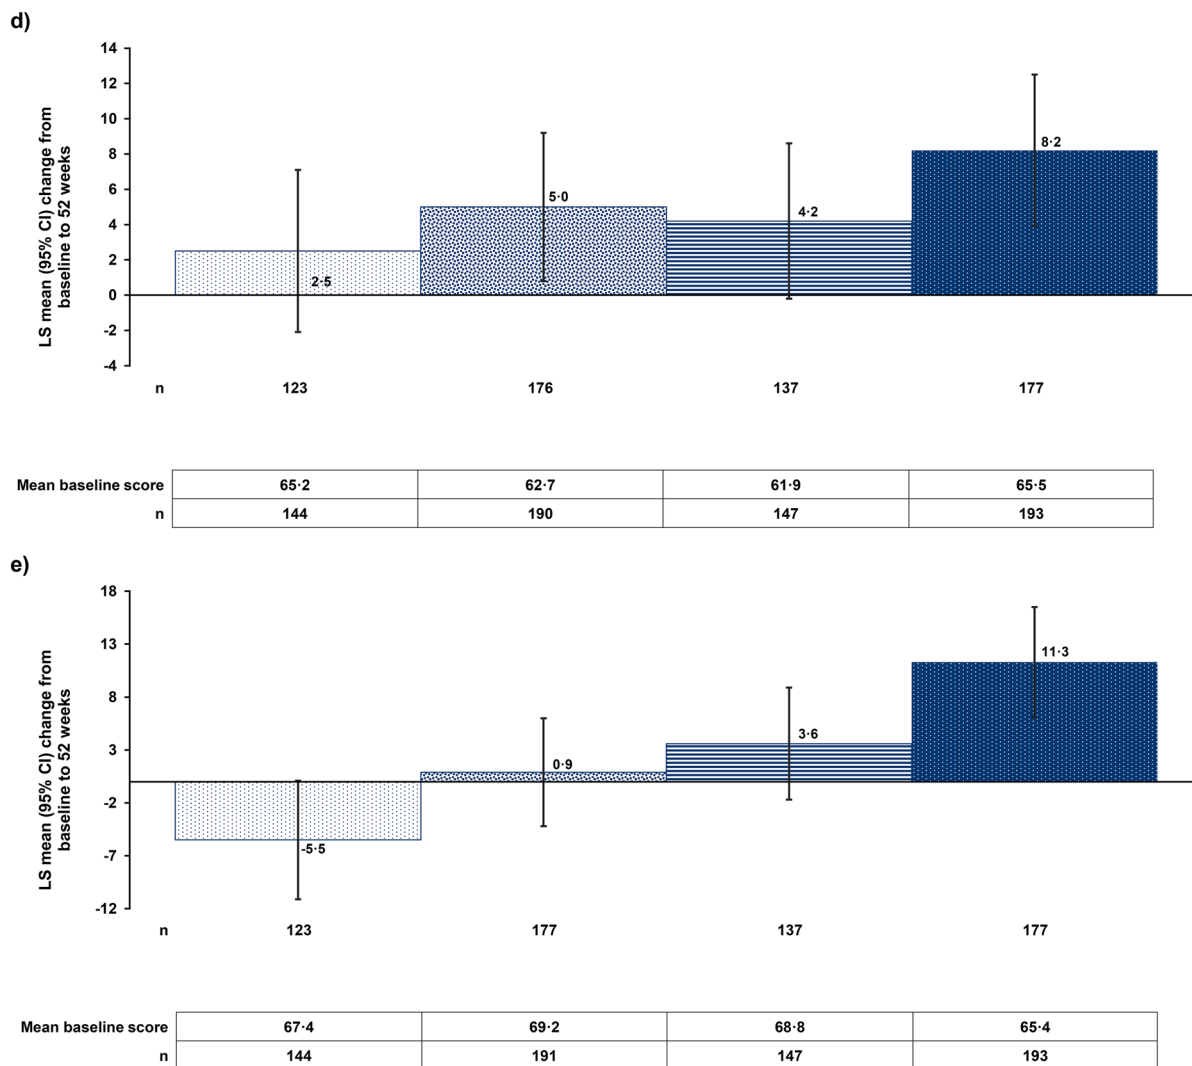 d)
14
12
10
8
6
4
2
0
-2
-4
LS mean (95% CI) change from
baseline to 52 weeks
2·5
5·0
4·2
8·2
n 123 176 137 177
Mean baseline score 65·2 62·7 61·9 65·5
n 144 190 147 193
e)
18
13
8
3
-2
-7
-12
LS mean (95% CI) change from
baseline to 52 weeks
-5·5
0·9
3·6
11·3
n 123 177 137 177
Mean baseline score 67·4 69·2 68·8 65·4
n 144 191 147 193